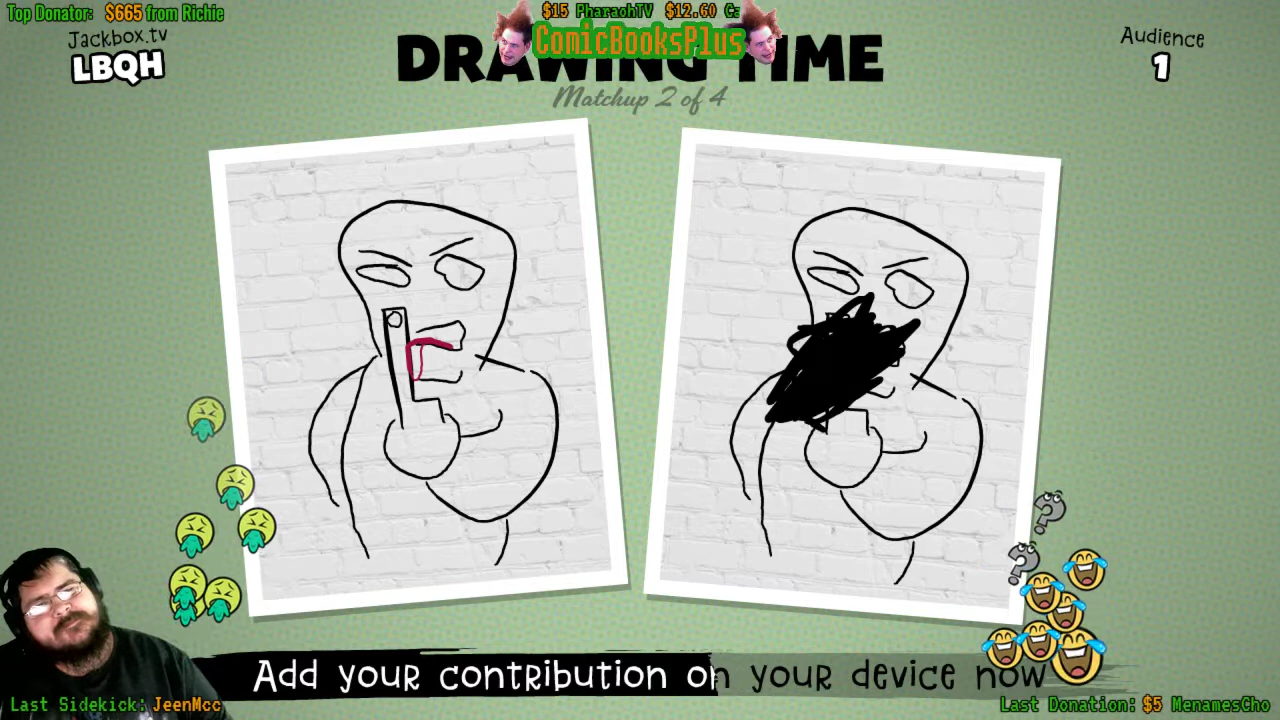 Top Donator: $665 from Richie
$15 PharaohTV $12.60
Jackbox.tv
LBQH
ComicBooksPlus
DRAWING TIME
Matchup 2 of 4
Audience
1
Add your contribution on your device now
Last Sidekick: JeenMcc
Last Donation: $5 MenamesCho